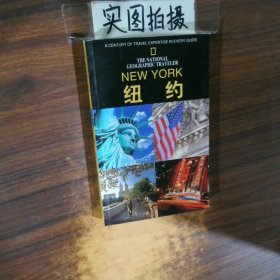 实图拍摄
A CENTURY OF TRAVEL EXPERTISE IN EVERY GUIDE
THE NATIONAL
GEOGRAPHIC TRAVELER
NEW YORK
纽约